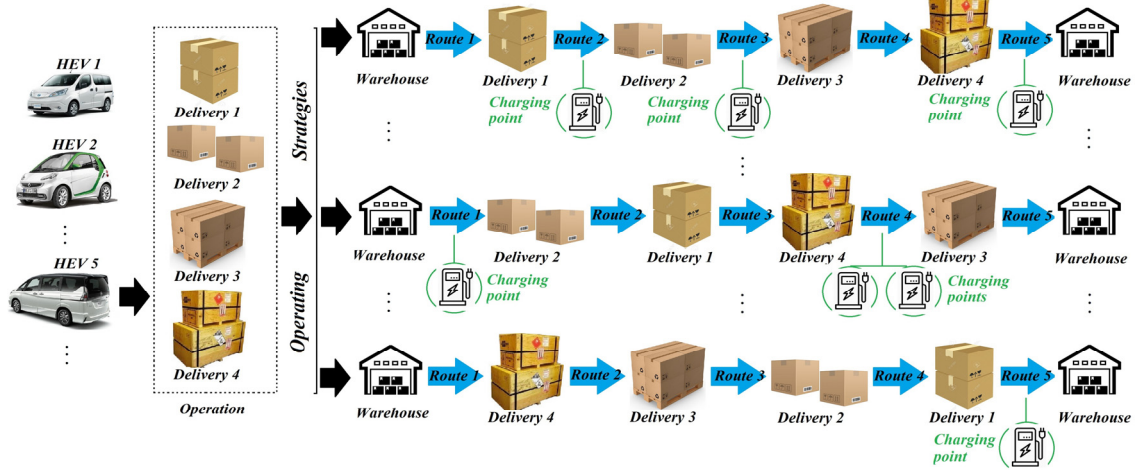 HEV 1
HEV 2
HEV 5
Delivery 1
Delivery 2
Delivery 3
Delivery 4
Operation
Operating
Strategies
Route 1
Route 2
Route 3
Route 4
Route 5
Warehouse
Delivery 1
Delivery 2
Delivery 3
Delivery 4
Warehouse
Charging
point
Charging
point
Charging
point
Route 1
Route 2
Route 3
Route 4
Route 5
Warehouse
Delivery 2
Delivery 1
Delivery 4
Delivery 3
Warehouse
Charging
point
Charging
points
Route 1
Route 2
Route 3
Route 4
Route 5
Warehouse
Delivery 4
Delivery 3
Delivery 2
Delivery 1
Warehouse
Charging
point